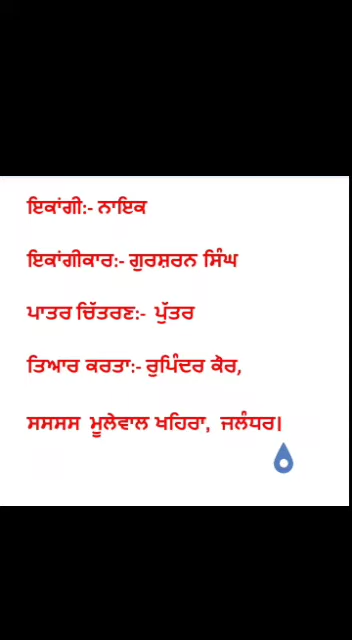 ਇਕਾਂਗੀ:- ਨਾਇਕ
ਇਕਾਂਗੀਕਾਰ:- ਗੁਰਸ਼ਰਨ ਸਿੰਘ
ਪਾਤਰ ਚਿੱਤਰਣ:- ਪੁੱਤਰ
ਤਿਆਰ ਕਰਤਾ:- ਰੁਪਿੰਦਰ ਕੋਰ,
ਸਸਸਸ ਮੂਲੇਵਾਲ ਖਹਿਰਾ, ਜਲੰਧਰ।